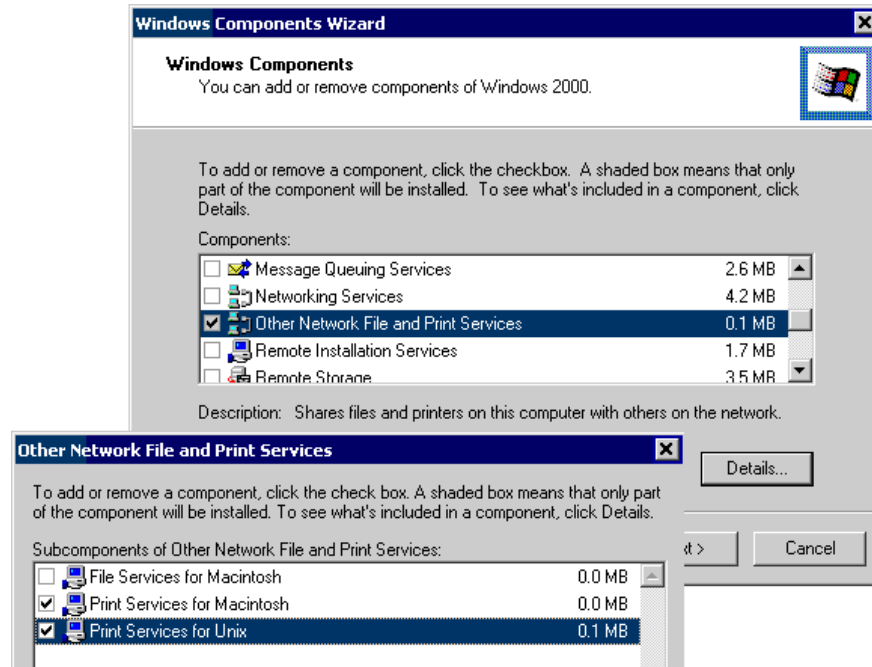 Windows Components Wizard
Windows Components
You can add or remove components of Windows 2000.
To add or remove a component, click the checkbox. A shaded box means that only
part of the component will be installed. To see what's included in a component, click
Details.
Components:
Message Queuing Services 2.6 MB
Networking Services 4.2 MB
Other Network File and Print Services 0.1 MB
Remote Installation Services 1.7 MB
Remote Storage 3.5 MB
Description: Shares files and printers on this computer with others on the network.
Details...
Cancel
Other Network File and Print Services
To add or remove a component, click the check box. A shaded box means that only part
of the component will be installed. To see what's included in a component, click Details.
Subcomponents of Other Network File and Print Services:
File Services for Macintosh 0.0 MB
Print Services for Macintosh 0.0 MB
Print Services for Unix 0.1 MB